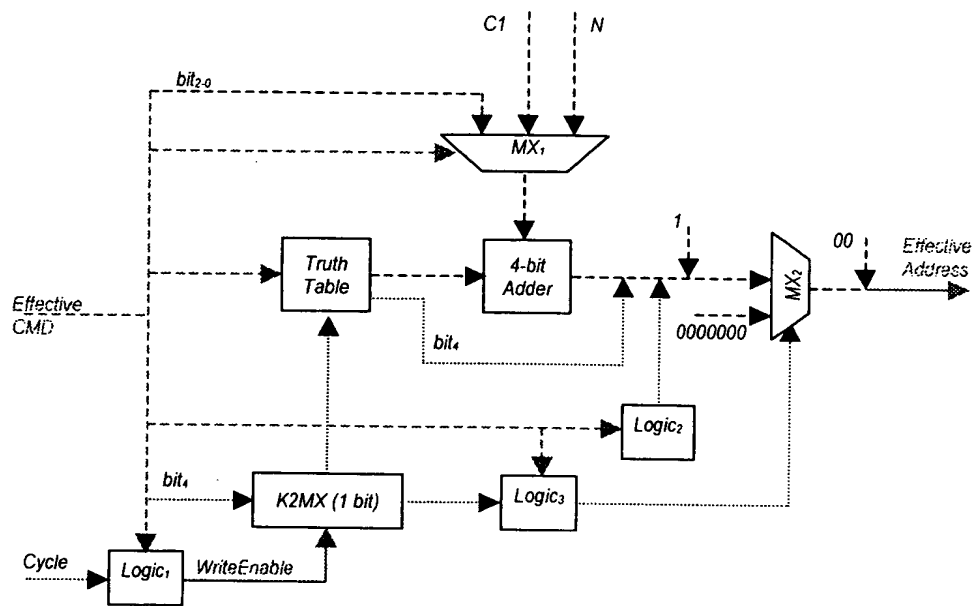 C1 N
bit₂₋₀
MX₁
1
00
Effective
Address
Truth
Table
4-bit
Adder
MX₂
Effective
CMD
0000000
bit₄
Logic₂
bit₄
K2MX (1 bit)
Logic₃
Cycle
Logic₁
WriteEnable